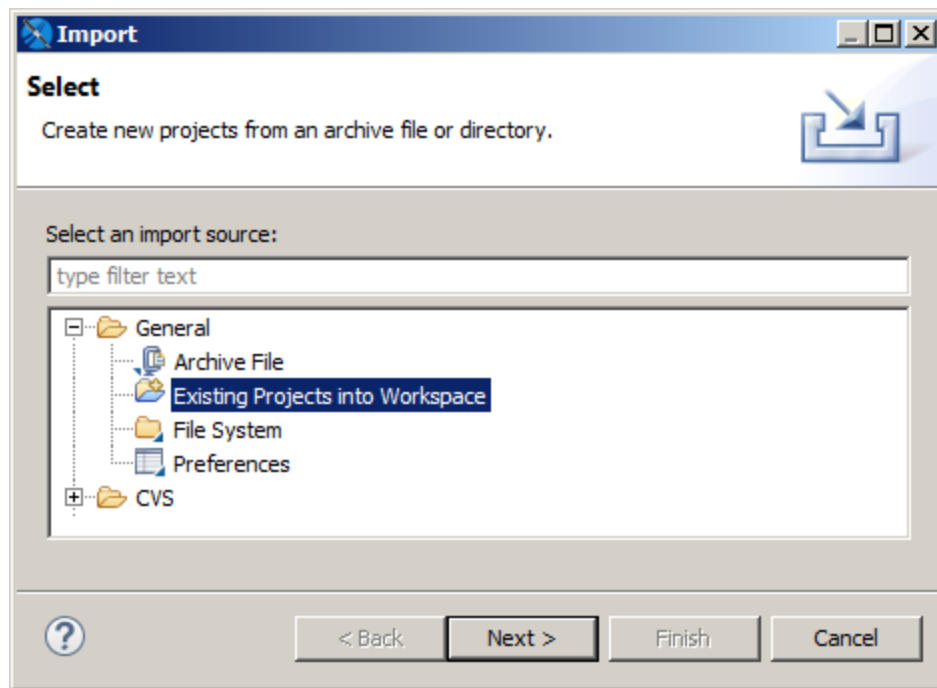 Import
Select
Create new projects from an archive file or directory.
Select an import source:
type filter text
General
Archive File
Existing Projects into Workspace
File System
Preferences
CVS
? < Back Next > Finish Cancel